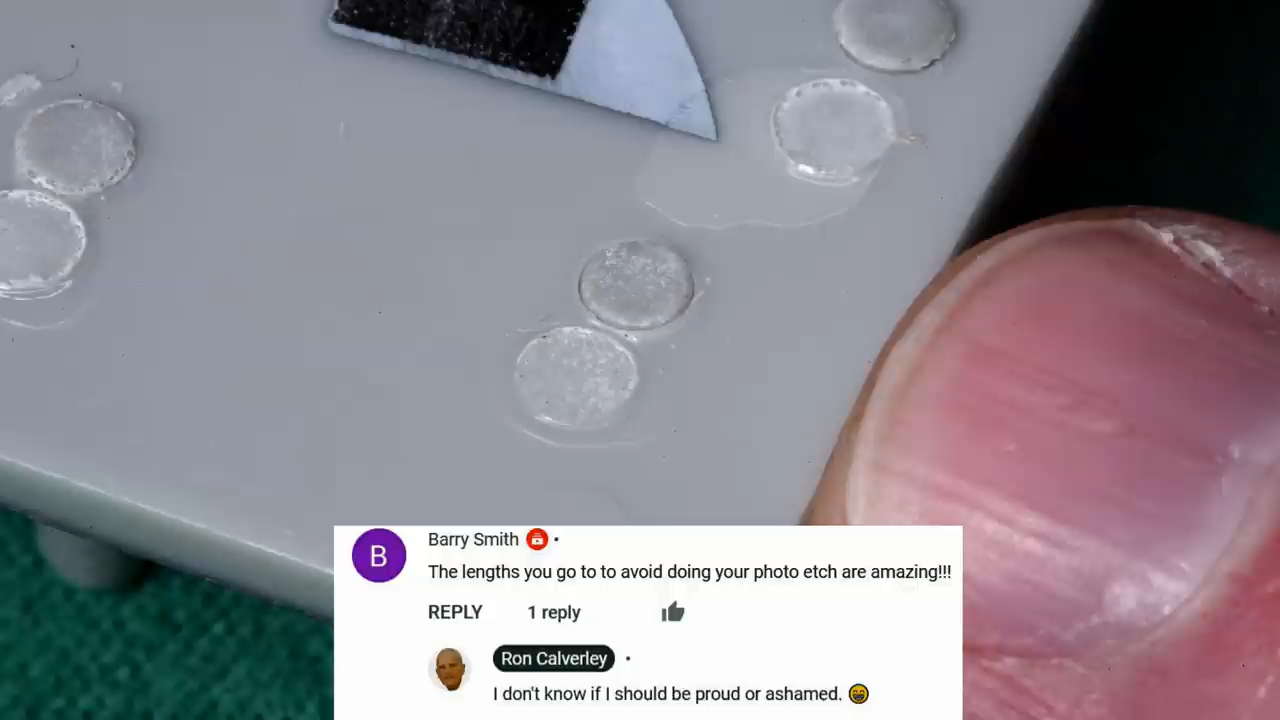 B
Barry Smith •
The lengths you go to to avoid doing your photo etch are amazing!!!
REPLY 1 reply
Ron Calverley •
I don't know if I should be proud or ashamed. 😁